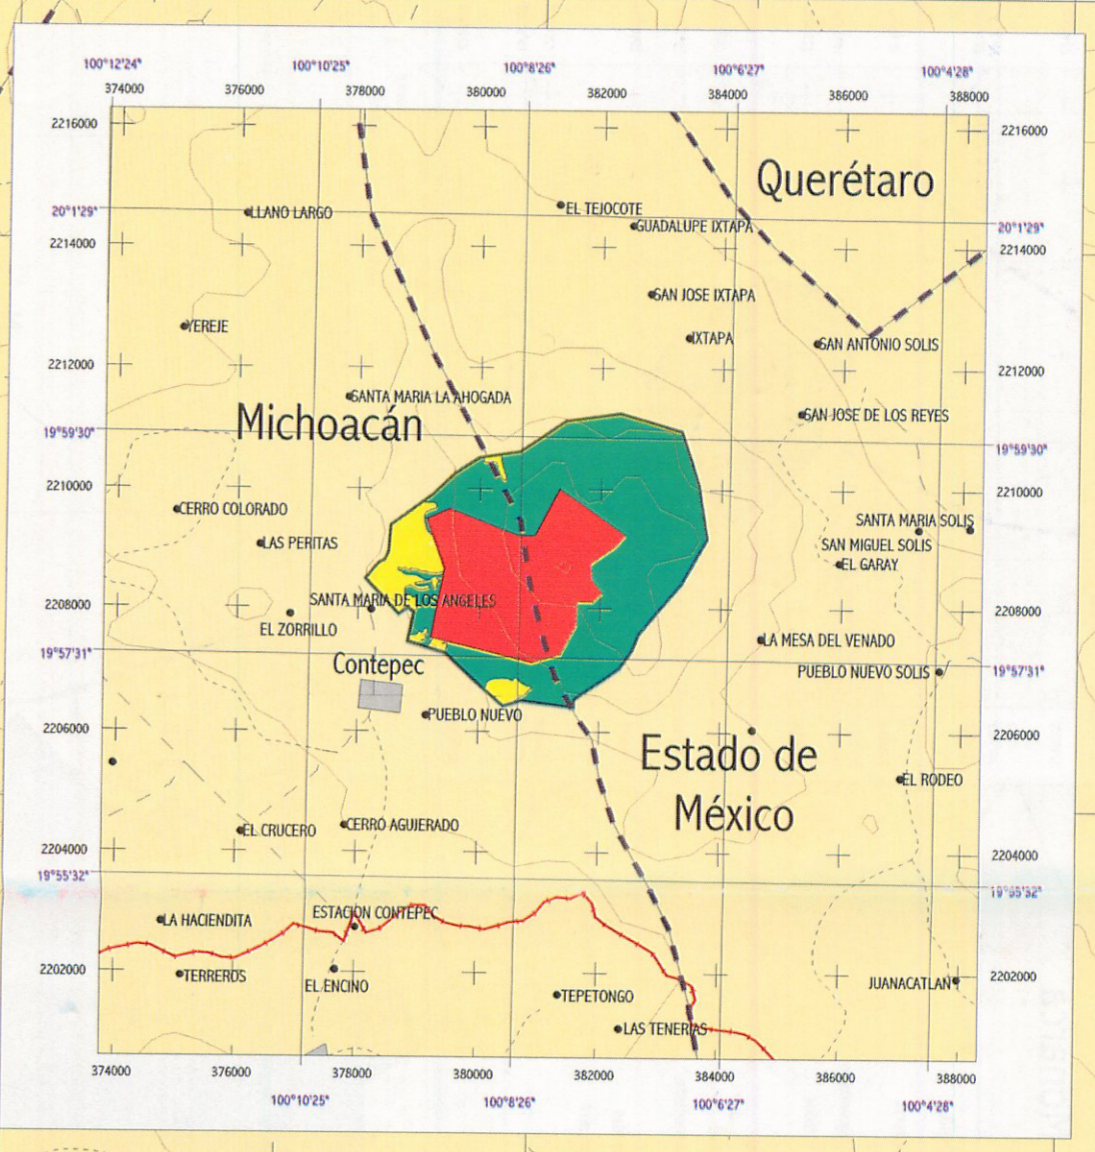 100°12'24"
100°10'25"
100°8'26"
100°6'27"
100°4'28"
374000
376000
378000
380000
382000
384000
386000
388000
2216000
2216000
Querétaro
20°1'29"
LLANO LARGO
EL TEJOCOTE
GUADALUPE IXTAPA
20°1'29"
2214000
2214000
SAN JOSE IXTAPA
YEREJE
IXTAPA
SAN ANTONIO SOLIS
2212000
2212000
SANTA MARIA LA AHOGADA
Michoacán
SAN JOSE DE LOS REYES
19°59'30"
19°59'30"
2210000
2210000
CERRO COLORADO
SANTA MARIA SOLIS
LAS PERITAS
SAN MIGUEL SOLIS
EL GARAY
2208000
SANTA MARIA DE LOS ANGELES
2208000
EL ZORRILLO
LA MESA DEL VENADO
19°57'31"
Contepec
PUEBLO NUEVO SOLIS
19°57'31"
PUEBLO NUEVO
2206000
2206000
Estado de
México
EL RODEO
EL CRUCERO
CERRO AGUJERADO
2204000
2204000
19°55'32"
19°55'32"
LA HACIENDITA
ESTACION CONTEPEC
2202000
TERREROS
EL ENCINO
2202000
JUANACATLAN
TEPETONGO
LAS TENERIAS
374000
376000
378000
380000
382000
384000
386000
388000
100°10'25"
100°8'26"
100°6'27"
100°4'28"